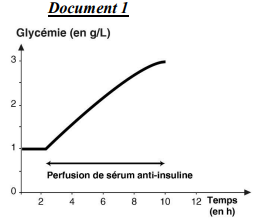 Document 1
Glycémie (en g/L)
3
2
1
Perfusion de sérum anti-insuline
0
2 4 6 8 10 12 Temps
(en h)